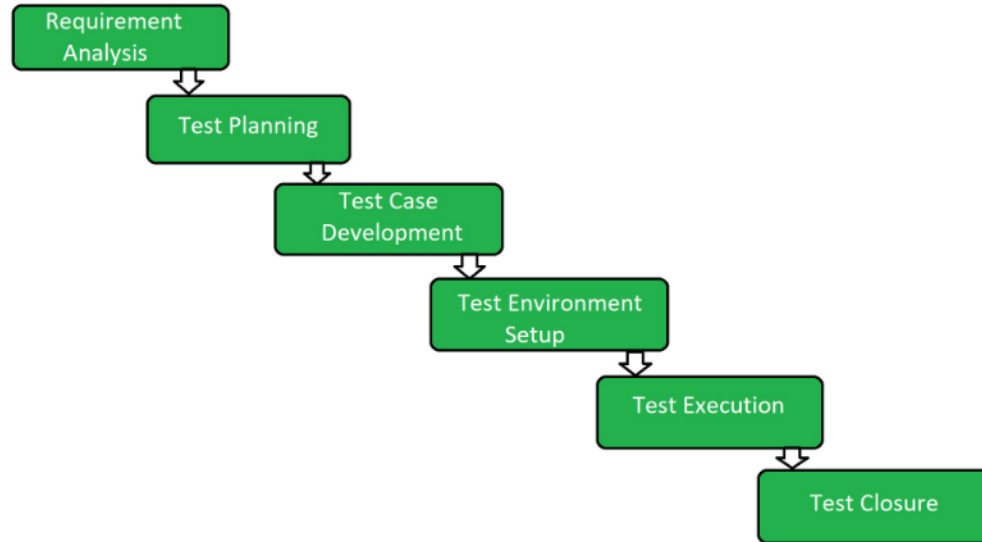 Requirement
Analysis
Test Planning
Test Case
Development
Test Environment
Setup
Test Execution
Test Closure